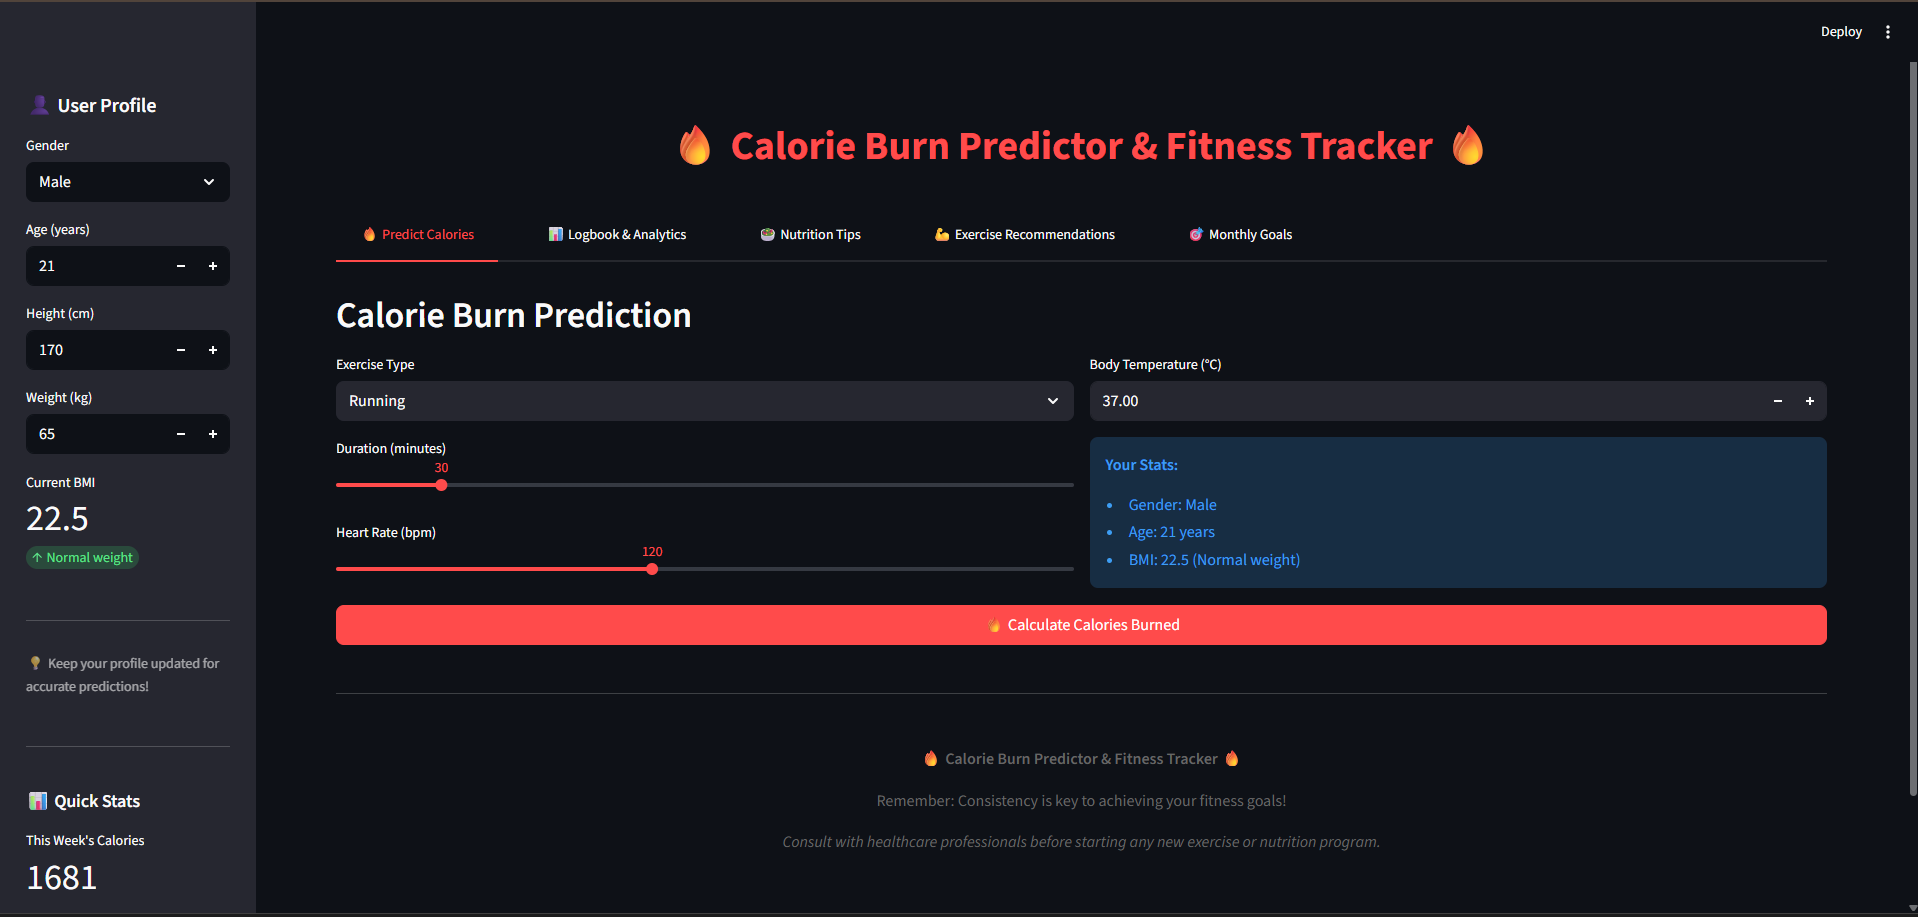 Deploy
User Profile
Gender
Male
Age (years)
21
Height (cm)
170
Weight (kg)
65
Current BMI
22.5
↑ Normal weight
Keep your profile updated for
accurate predictions!
Quick Stats
This Week's Calories
1681
Calorie Burn Predictor & Fitness Tracker
Predict Calories
Logbook & Analytics
Nutrition Tips
Exercise Recommendations
Monthly Goals
Calorie Burn Prediction
Exercise Type
Running
Duration (minutes)
30
Heart Rate (bpm)
120
Body Temperature (°C)
37.00
Your Stats:
• Gender: Male
• Age: 21 years
• BMI: 22.5 (Normal weight)
Calculate Calories Burned
Calorie Burn Predictor & Fitness Tracker
Remember: Consistency is key to achieving your fitness goals!
Consult with healthcare professionals before starting any new exercise or nutrition program.